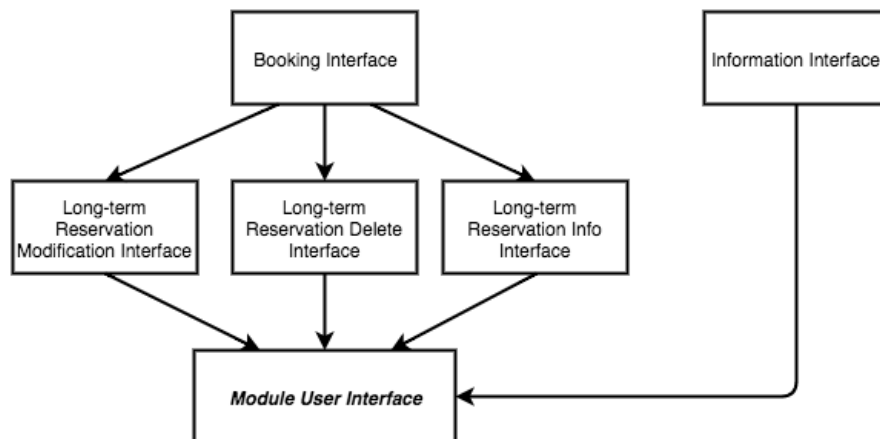 Booking Interface
Information Interface
Long-term
Reservation
Modification Interface
Long-term
Reservation Delete
Interface
Long-term
Reservation Info
Interface
Module User Interface